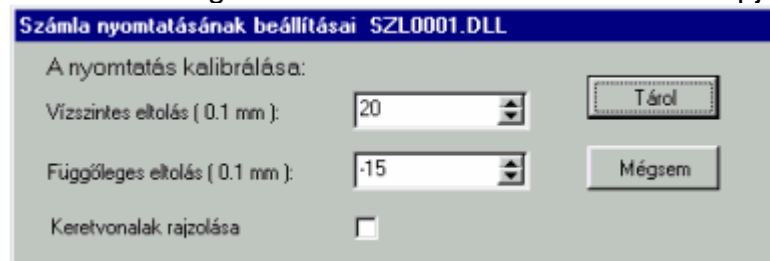 Számla nyomtatásának beállításai SZL0001.DLL
A nyomtatás kalibrálása:
Vízszintes eltolás ( 0.1 mm ): 20 Tárol
Függőleges eltolás ( 0.1 mm ): -15 Mégsem
Keretvonalak rajzolása